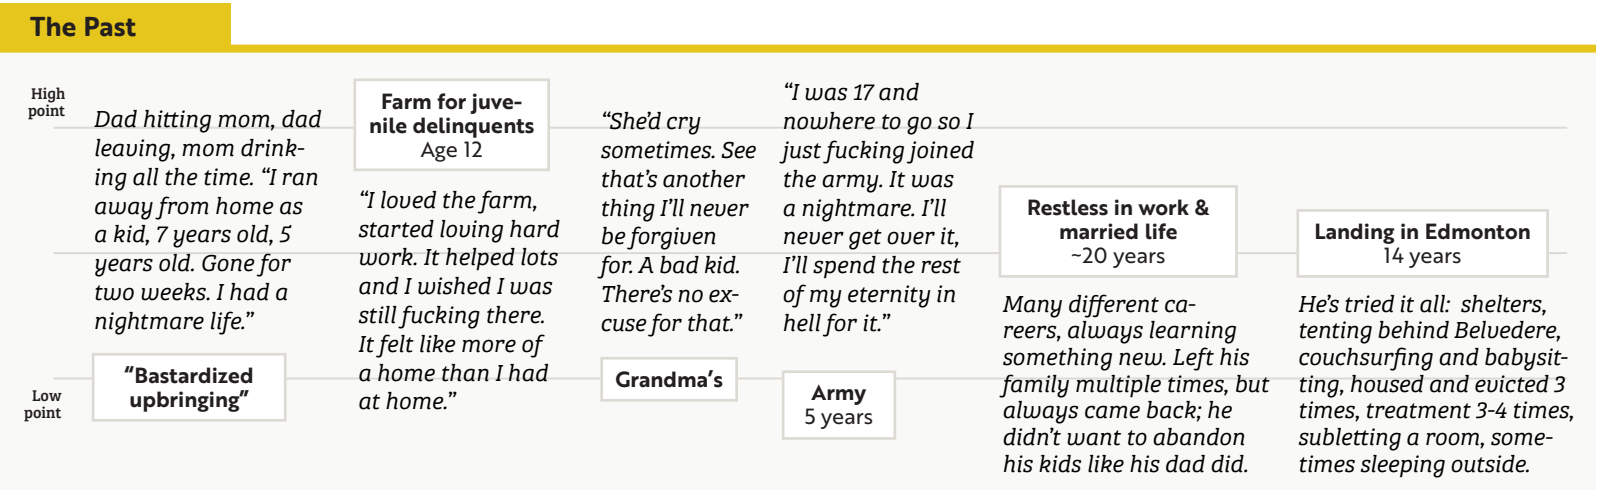 The Past
High
point
Dad hitting mom, dad
leaving, mom drink-
ing all the time. “I ran
away from home as
a kid, 7 years old, 5
years old. Gone for
two weeks. I had a
nightmare life.”
“Bastardized
upbringing”
Low
point
Farm for juve-
nile delinquents
Age 12
“I loved the farm,
started loving hard
work. It helped lots
and I wished I was
still fucking there.
It felt like more of
a home than I had
at home.”
“She’d cry
sometimes. See
that’s another
thing I’ll never
be forgiven
for. A bad kid.
There’s no ex-
cuse for that.”
Grandma’s
“I was 17 and
nowhere to go so I
just fucking joined
the army. It was
a nightmare. I’ll
never get over it,
I’ll spend the rest
of my eternity in
hell for it.”
Army
5 years
Restless in work &
married life
~20 years
Many different ca-
reers, always learning
something new. Left his
family multiple times, but
always came back; he
didn’t want to abandon
his kids like his dad did.
Landing in Edmonton
14 years
He’s tried it all:  shelters,
tenting behind Belvedere,
couchsurfing and babysit-
ting, housed and evicted 3
times, treatment 3-4 times,
subletting a room, some-
times sleeping outside.